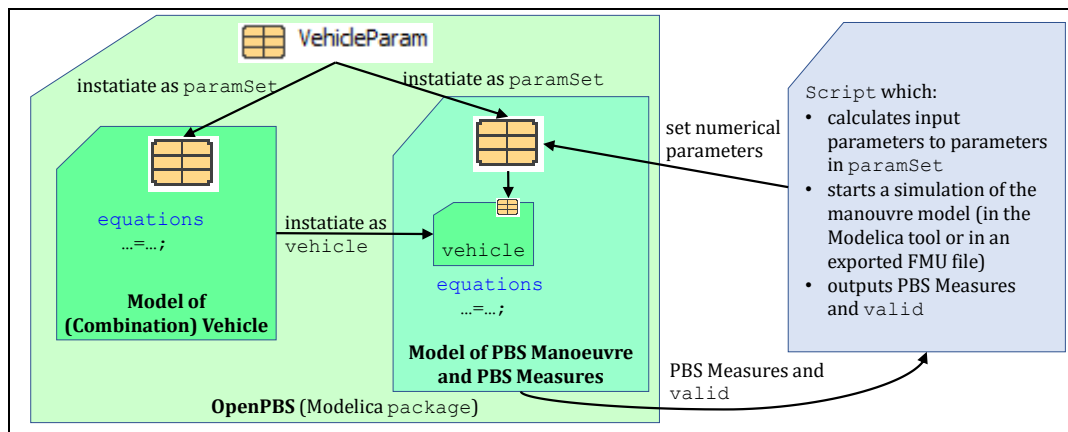 VehicleParam
instatiate as paramSet
instatiate as paramSet
equations
…=…;
Model of
(Combination) Vehicle
instatiate as
vehicle
vehicle
equations
…=…;
Model of PBS Manoeuvre
and PBS Measures
OpenPBS (Modelica package)
set numerical
parameters
PBS Measures and
valid
Script which:
• calculates input
parameters to parameters
in paramSet
• starts a simulation of the
manouvre model (in the
Modelica tool or in an
exported FMU file)
• outputs PBS Measures
and valid